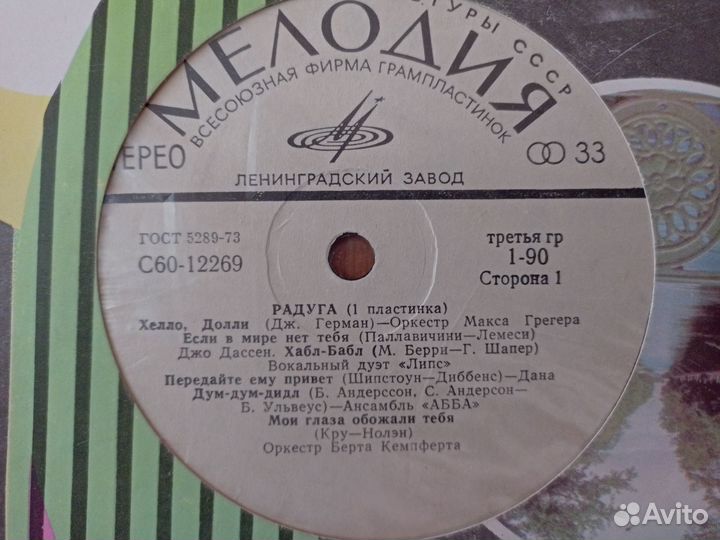 ТУРЫ СССР
МЕЛОДИЯ
ВСЕСОЮЗНАЯ ФИРМА ГРАМПЛАСТИНОК
ЕРЕО
33
ЛЕНИНГРАДСКИЙ ЗАВОД
ГОСТ 5289-73
С60-12269
третья гр
1-90
Сторона 1
РАДУГА (1 пластинка)
Хелло, Долли (Дж. Герман)—Оркестр Макса Грегера
Если в мире нет тебя (Паллавичини—Лемеси)
Джо Дассен. Хабл-Бабл (М. Берри—Г. Шапер)
Вокальный дуэт «Липс»
Передайте ему привет (Шипстоун—Диббенс)—Дана
Дум-дум-дидл (Б. Андерссон, С. Андерсон—
Б. Ульвеус)—Ансамбль «АББА»
Мои глаза обожали тебя
(Кру—Нолэн)
Оркестр Берта Кемпферта
Avito